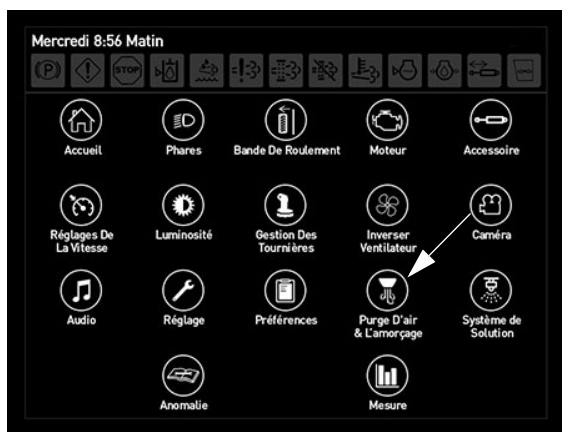 Mercredi 8:56 Matin
(P) STOP
Accueil Phares Bande De Roulement Moteur Accessoire
Réglages De La Vitesse Luminosité Gestion Des Tournières Inverser Ventilateur Caméra
Audio Réglage Préférences Purge D'air & L'amorçage Système de Solution
Anomalie Mesure